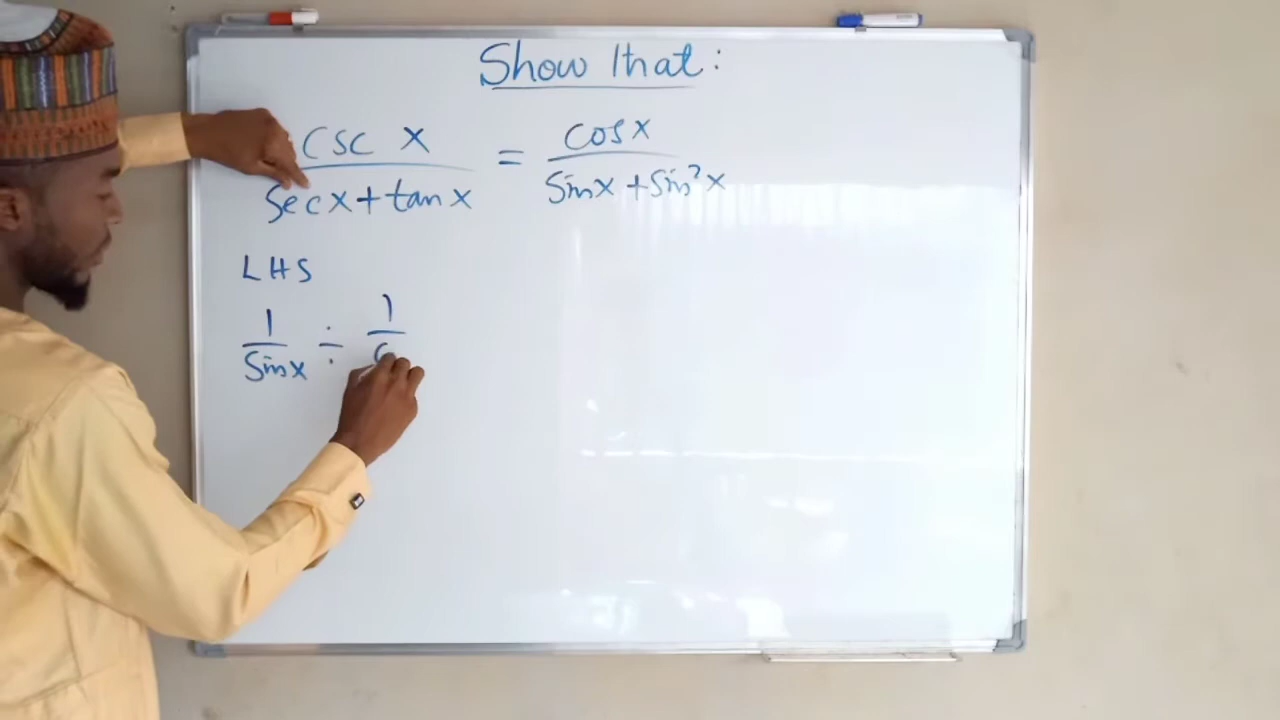 Show that:
csc x / sec x + tan x = cos x / sin x + sin² x
LHS
1 / sin x ÷ 1 /